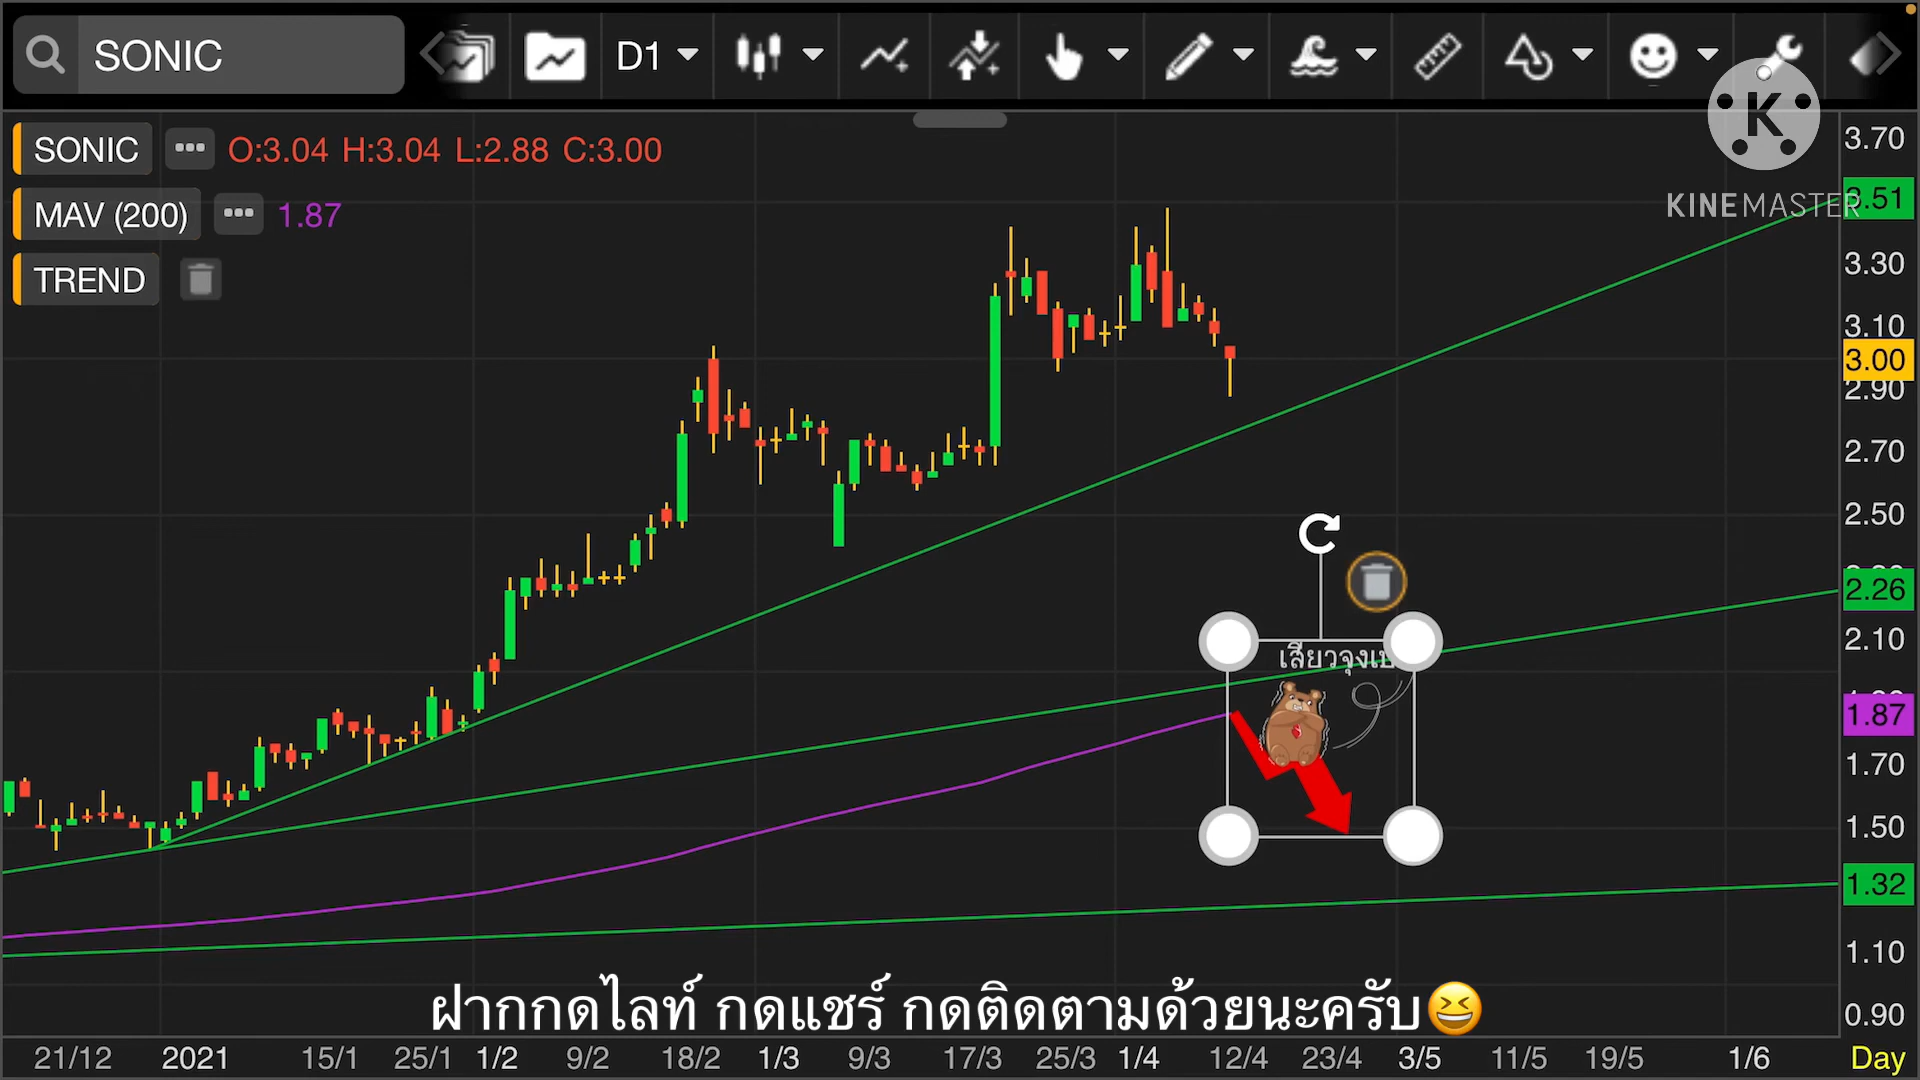 SONIC
D1
SONIC ••• O:3.04 H:3.04 L:2.88 C:3.00
MAV (200) ••• 1.87
TREND
K
KINEMASTER
3.70
3.51
3.30
3.10
3.00
2.90
2.70
2.50
2.26
2.10
1.87
1.70
1.50
1.32
1.10
0.90
ฝากกดไลท์ กดแชร์ กดติดตามด้วยนะครับ😆
21/12 2021 15/1 25/1 1/2 9/2 18/2 1/3 9/3 17/3 25/3 1/4 12/4 23/4 3/5 11/5 19/5 1/6 Day